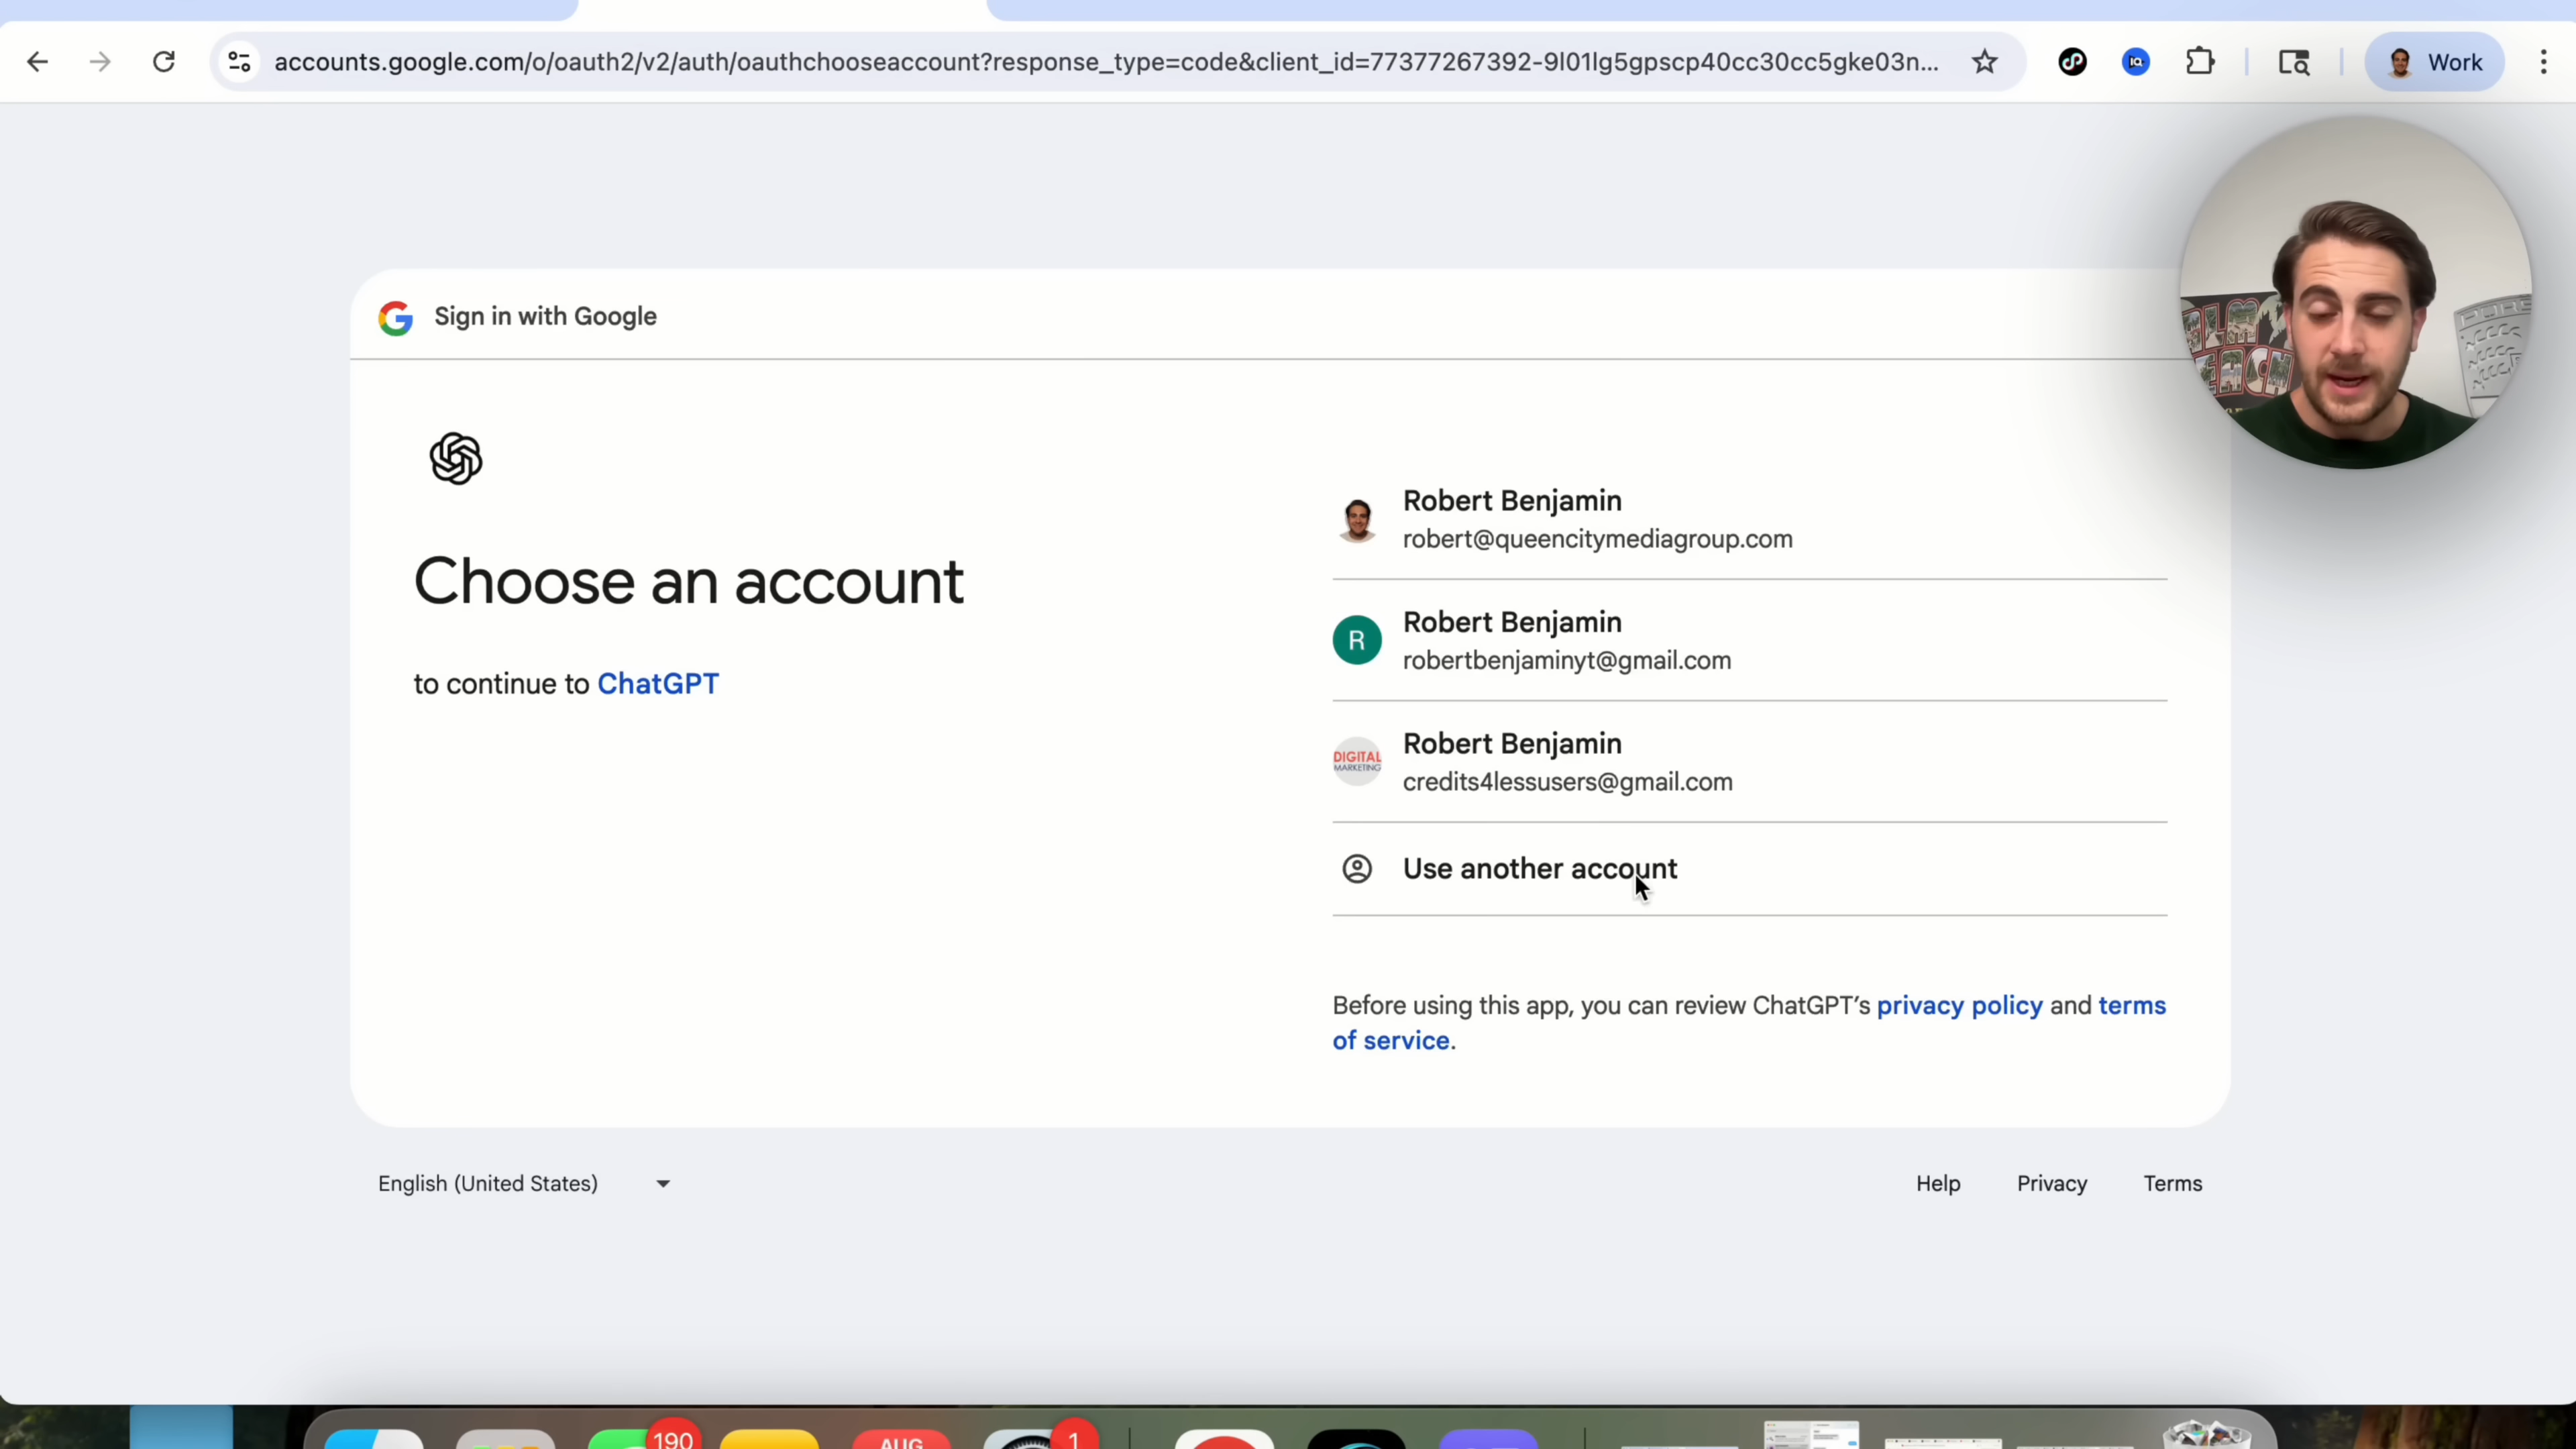 accounts.google.com/o/oauth2/v2/auth/oauthchooseaccount?response_type=code&client_id=77377267392-9l01lg5gpscp40cc30cc5gke03n...
Work
Sign in with Google
Choose an account
to continue to ChatGPT
Robert Benjamin
robert@queencitymediagroup.com
R
Robert Benjamin
robertbenjaminyt@gmail.com
DIGITAL
MARKETING
Robert Benjamin
credits4lessusers@gmail.com
Use another account
Before using this app, you can review ChatGPT's privacy policy and terms
of service.
English (United States)
Help
Privacy
Terms
190
AUG
1